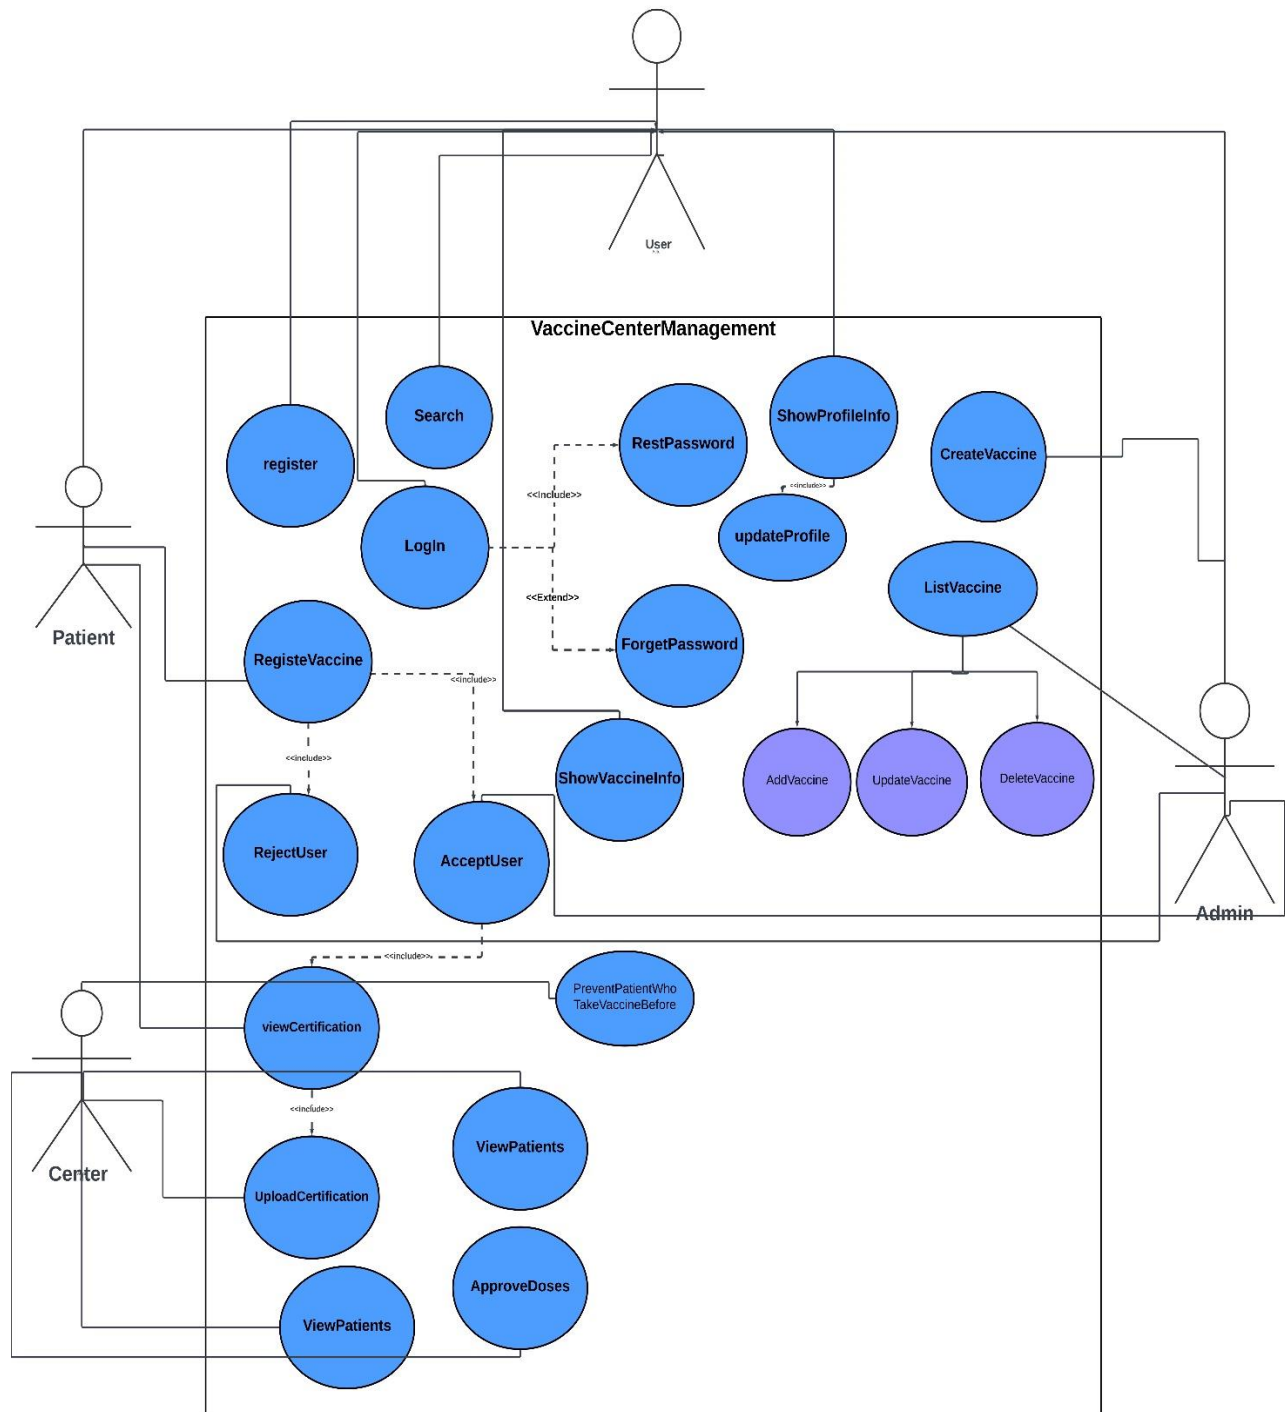 User
VaccineCenterManagement
Search
register
RestPassword
ShowProfileInfo
CreateVaccine
<<Include>>
<<include>>
updateProfile
LogIn
ListVaccine
<<Extend>>
Patient
ForgetPassword
RegisteVaccine
<<include>>
<<include>>
ShowVaccineInfo
AddVaccine
UpdateVaccine
DeleteVaccine
RejectUser
AcceptUser
Admin
<<include>>
PreventPatientWho
TakeVaccineBefore
viewCertification
<<include>>
ViewPatients
Center
UploadCertification
ApproveDoses
ViewPatients